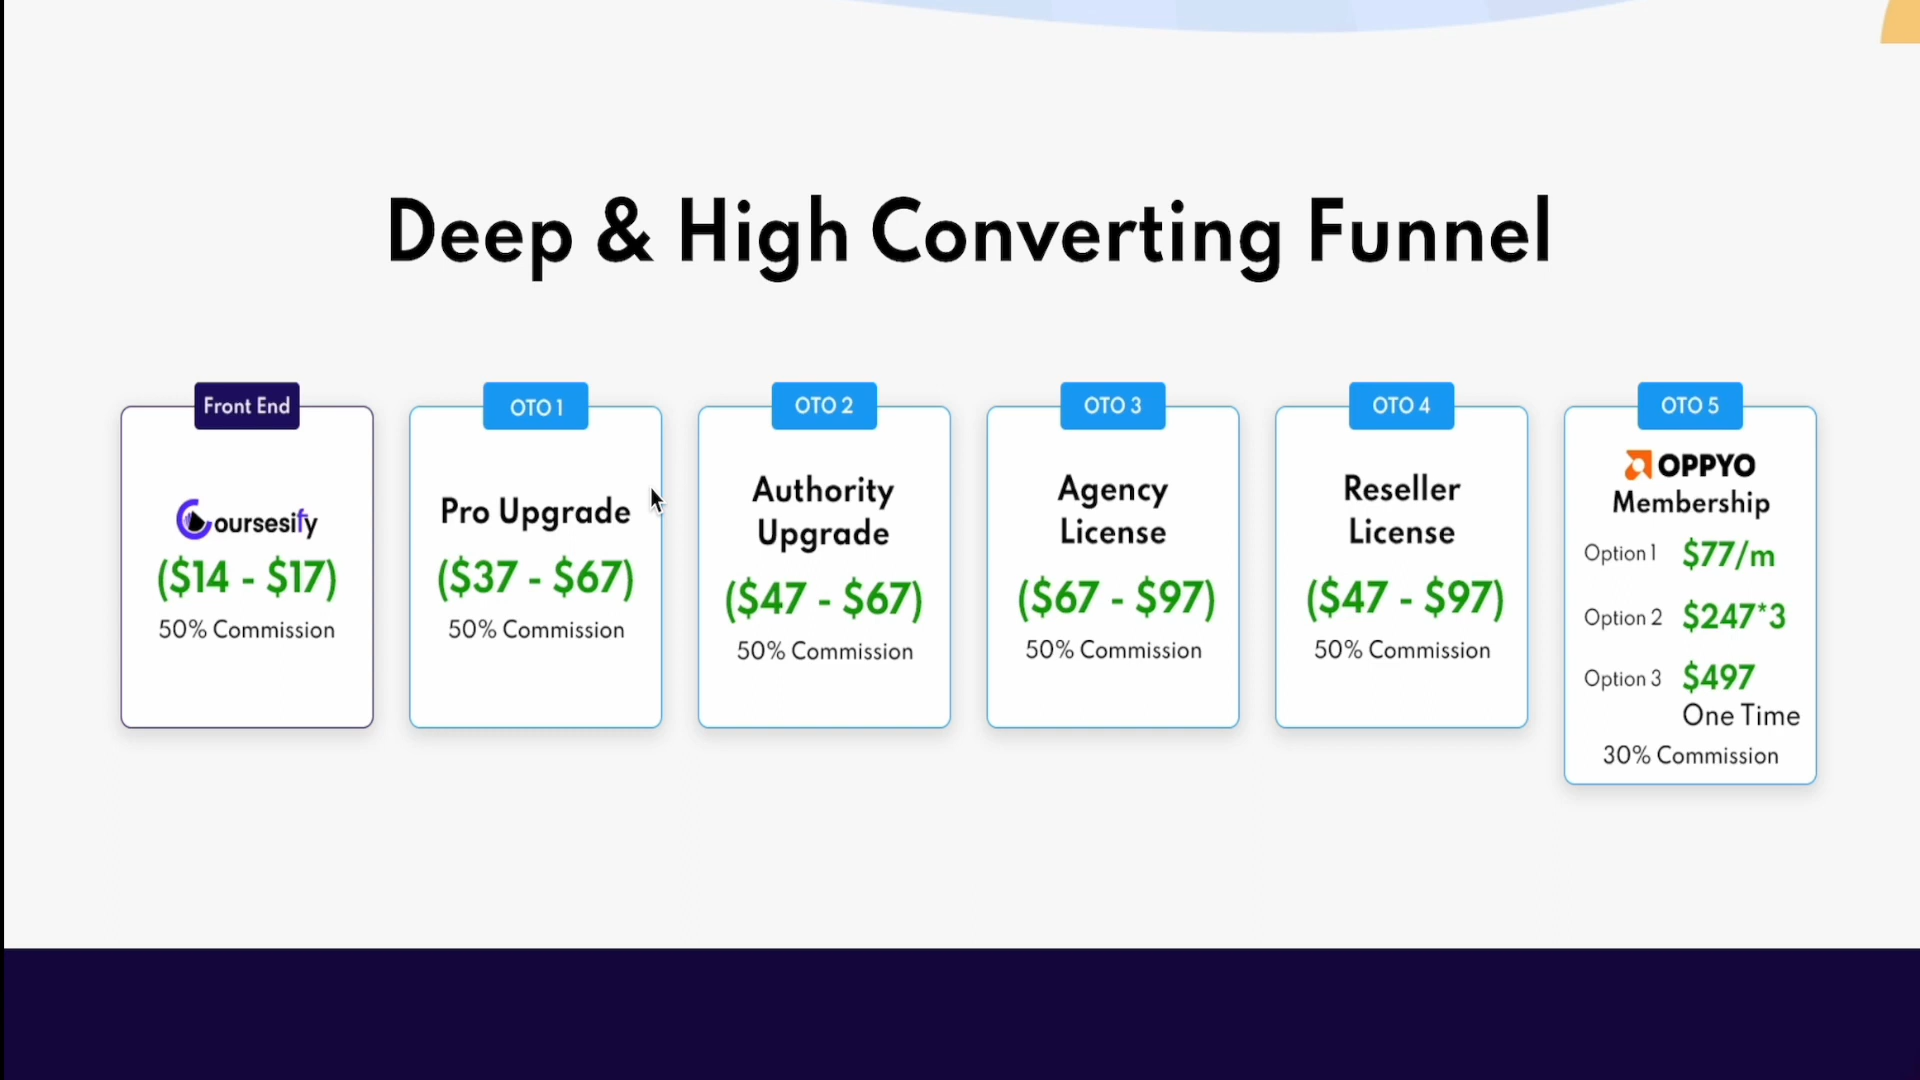 Deep & High Converting Funnel
Front End
Coursesify
($14 - $17)
50% Commission
OTO 1
Pro Upgrade
($37 - $67)
50% Commission
OTO 2
Authority
Upgrade
($47 - $67)
50% Commission
OTO 3
Agency
License
($67 - $97)
50% Commission
OTO 4
Reseller
License
($47 - $97)
50% Commission
OTO 5
OPPYO
Membership
Option 1 $77/m
Option 2 $247*3
Option 3 $497
One Time
30% Commission